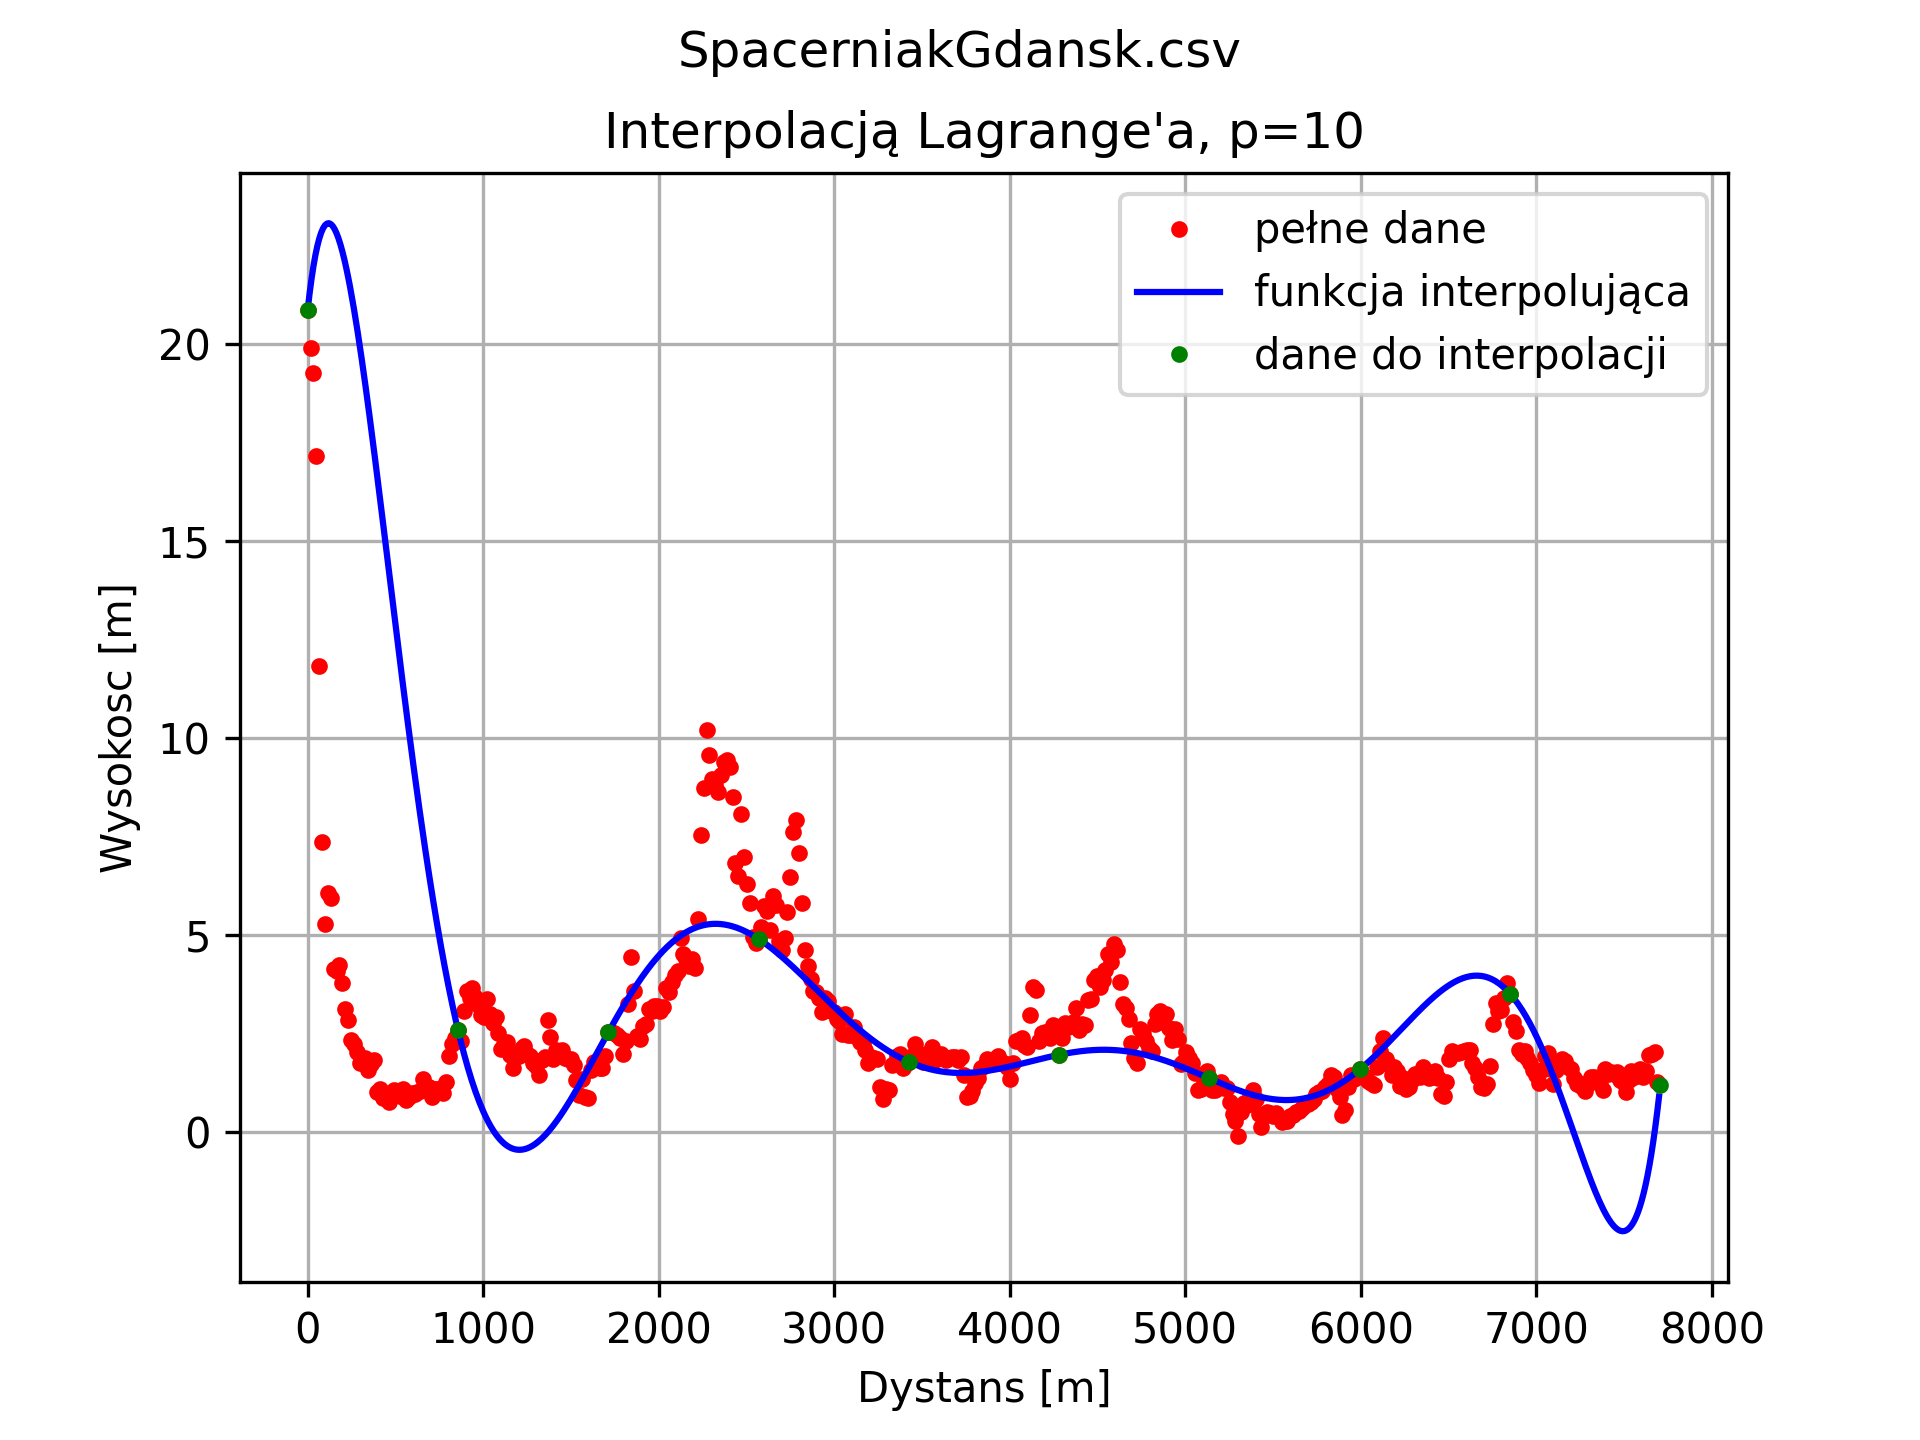 SpacerniakGdansk.csv
Interpolacją Lagrange'a, p=10
pełne dane
funkcja interpolująca
dane do interpolacji
20
15
10
5
0
Wysokosc [m]
0 1000 2000 3000 4000 5000 6000 7000 8000
Dystans [m]